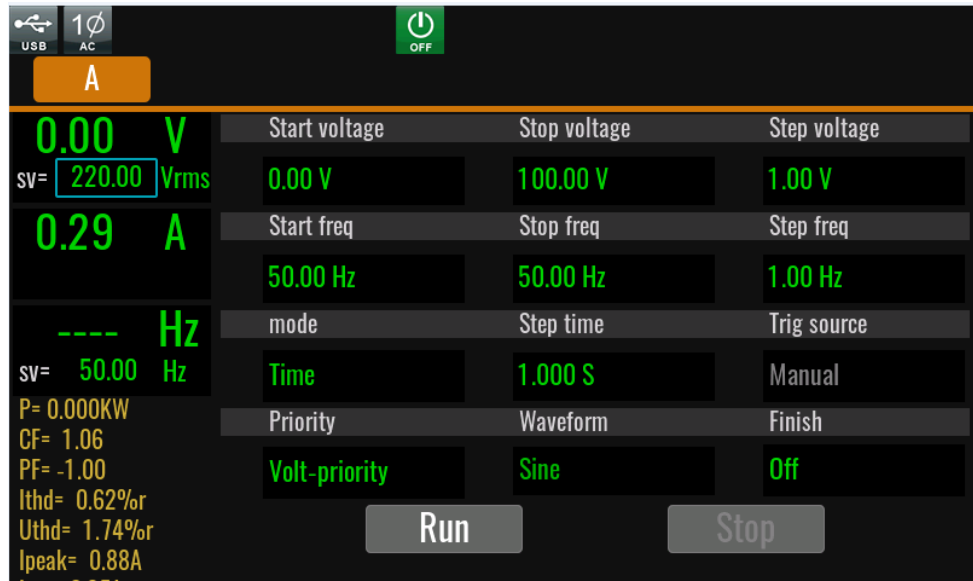 USB
1Ø
AC
OFF
A
0.00 V
sv= 220.00 Vrms
0.29 A
---- Hz
sv= 50.00 Hz
P= 0.000KW
CF= 1.06
PF= -1.00
Ithd= 0.62%r
Uthd= 1.74%r
Ipeak= 0.88A
Start voltage Stop voltage Step voltage
0.00 V 100.00 V 1.00 V
Start freq Stop freq Step freq
50.00 Hz 50.00 Hz 1.00 Hz
mode Step time Trig source
Time 1.000 S Manual
Priority Waveform Finish
Volt-priority Sine Off
Run Stop